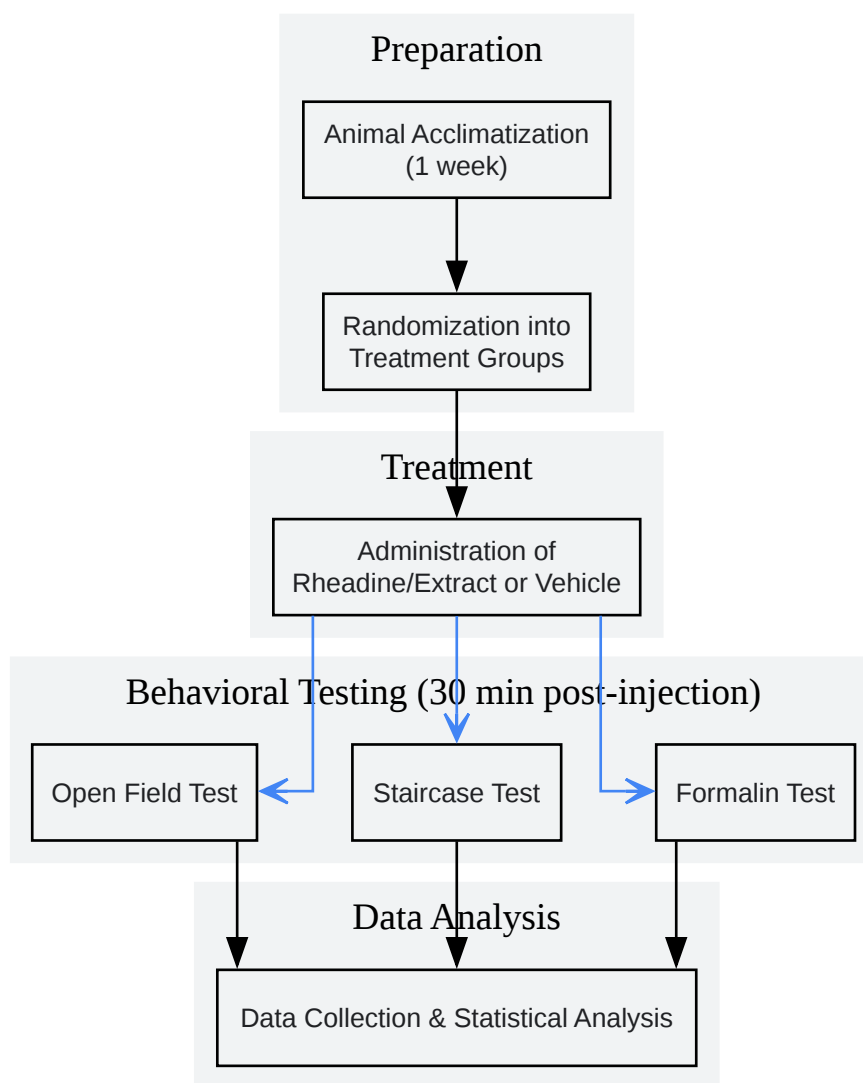 Preparation
Animal Acclimatization
(1 week)
Randomization into
Treatment Groups
Treatment
Administration of
Rheadine/Extract or Vehicle
Behavioral Testing (30 min post-injection)
Open Field Test
Staircase Test
Formalin Test
Data Analysis
Data Collection & Statistical Analysis